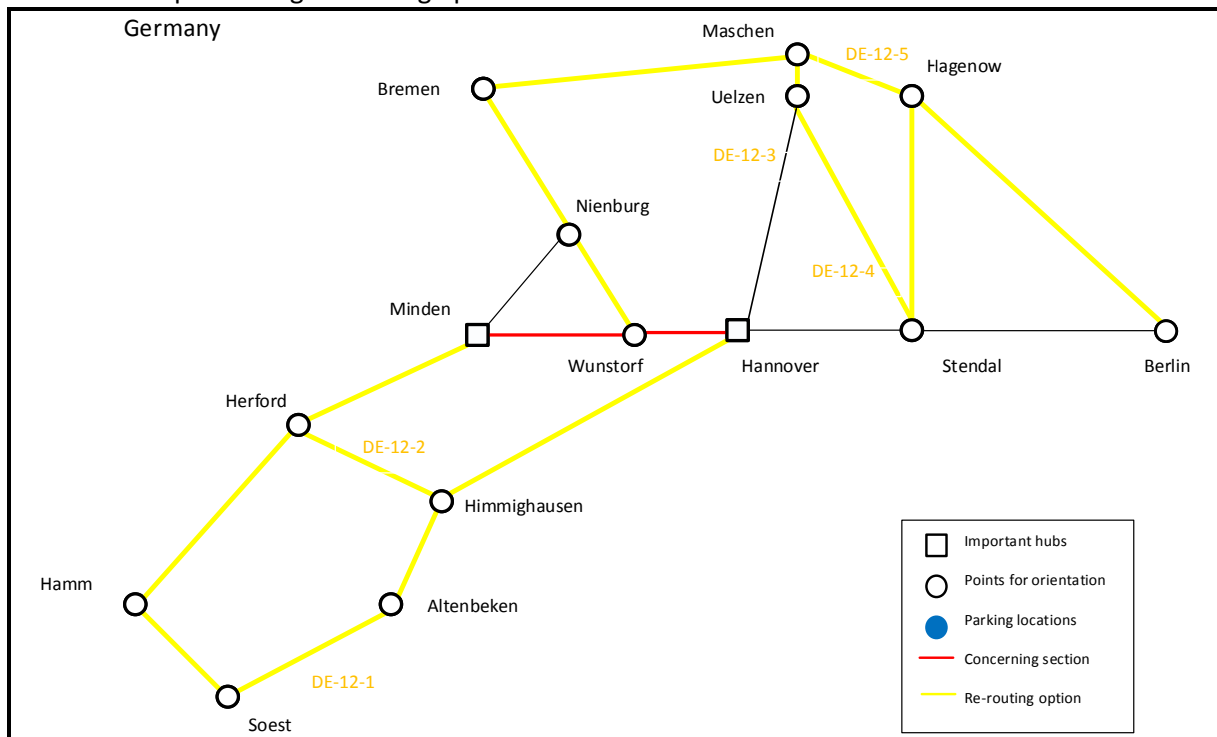 Germany
Maschen
DE-12-5
Hagenow
Bremen
Uelzen
DE-12-3
Nienburg
DE-12-4
Minden
Wunstorf
Hannover
Stendal
Berlin
Herford
DE-12-2
Himmighausen
Hamm
Altenbeken
DE-12-1
Soest
Important hubs
Points for orientation
Parking locations
Concerning section
Re-routing option